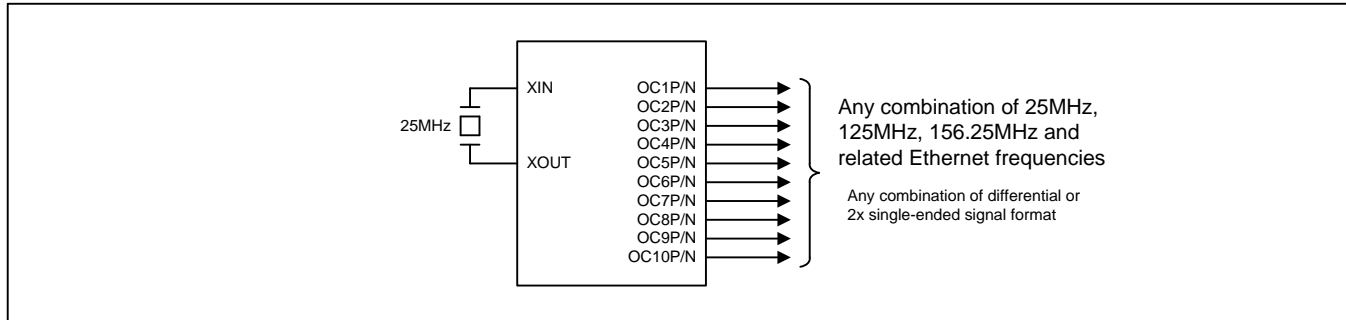 XIN
XOUT
25MHz
OC1P/N
OC2P/N
OC3P/N
OC4P/N
OC5P/N
OC6P/N
OC7P/N
OC8P/N
OC9P/N
OC10P/N
Any combination of 25MHz,
125MHz, 156.25MHz and
related Ethernet frequencies
Any combination of differential or
2x single-ended signal format